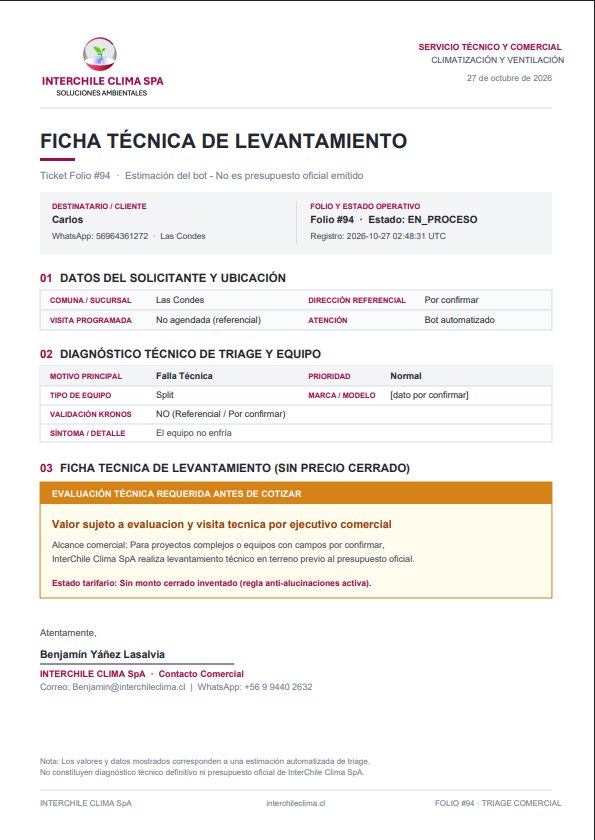 INTERCHILE CLIMA SPA
SOLUCIONES AMBIENTALES
SERVICIO TÉCNICO Y COMERCIAL
CLIMATIZACIÓN Y VENTILACIÓN
27 de octubre de 2026
FICHA TÉCNICA DE LEVANTAMIENTO
Ticket Folio #94 · Estimación del bot - No es presupuesto oficial emitido
DESTINATARIO / CLIENTE
Carlos
WhatsApp: 56964361272 · Las Condes
FOLIO Y ESTADO OPERATIVO
Folio #94 · Estado: EN_PROCESO
Registro: 2026-10-27 02:48:31 UTC
01 DATOS DEL SOLICITANTE Y UBICACIÓN
COMUNA / SUCURSAL Las Condes DIRECCIÓN REFERENCIAL Por confirmar
VISITA PROGRAMADA No agendada (referencial) ATENCIÓN Bot automatizado
02 DIAGNÓSTICO TÉCNICO DE TRIAGE Y EQUIPO
MOTIVO PRINCIPAL Falla Técnica PRIORIDAD Normal
TIPO DE EQUIPO Split MARCA / MODELO [dato por confirmar]
VALIDACIÓN KRONOS NO (Referencial / Por confirmar)
SÍNTOMA / DETALLE El equipo no enfría
03 FICHA TECNICA DE LEVANTAMIENTO (SIN PRECIO CERRADO)
EVALUACIÓN TÉCNICA REQUERIDA ANTES DE COTIZAR
Valor sujeto a evaluacion y visita tecnica por ejecutivo comercial
Alcance comercial: Para proyectos complejos o equipos con campos por confirmar,
InterChile Clima SpA realiza levantamiento técnico en terreno previo al presupuesto oficial.
Estado tarifario: Sin monto cerrado inventado (regla anti-alucinaciones activa).
Atentamente,
Benjamín Yáñez Lasalvia
INTERCHILE CLIMA SpA · Contacto Comercial
Correo: Benjamin@interchileclima.cl | WhatsApp: +56 9 9440 2632
Nota: Los valores y datos mostrados corresponden a una estimación automatizada de triage.
No constituyen diagnóstico técnico definitivo ni presupuesto oficial de InterChile Clima SpA.
INTERCHILE CLIMA SpA interchileclima.cl FOLIO #94 · TRIAGE COMERCIAL